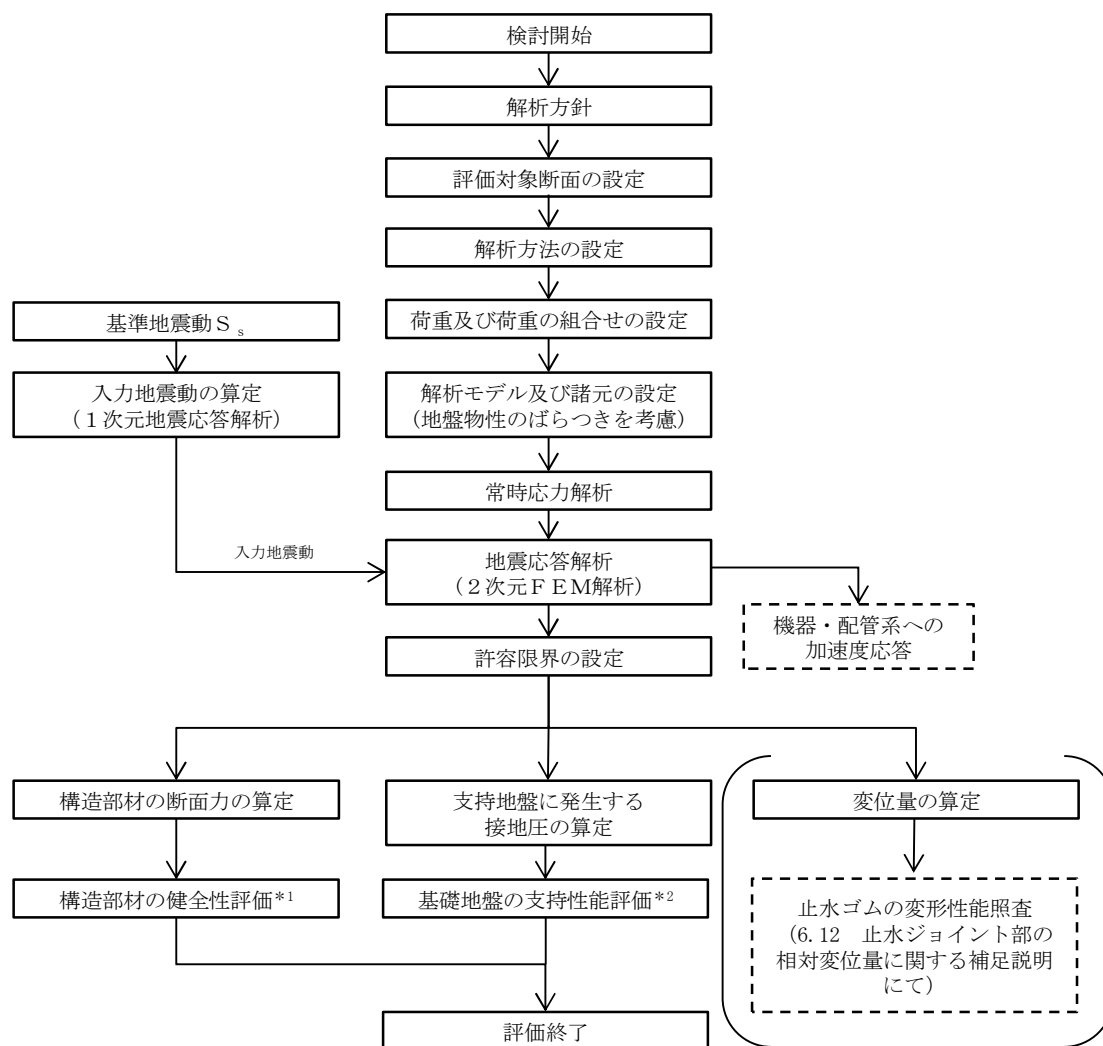 検討開始
解析方針
評価対象断面の設定
解析方法の設定
荷重及び荷重の組合せの設定
基準地震動Ｓｓ
入力地震動の算定
（１次元地震応答解析）
解析モデル及び諸元の設定
（地盤物性のばらつきを考慮）
常時応力解析
入力地震動
地震応答解析
（２次元ＦＥＭ解析）
機器・配管系への
加速度応答
許容限界の設定
構造部材の断面力の算定
支持地盤に発生する
接地圧の算定
変位量の算定
構造部材の健全性評価*1
基礎地盤の支持性能評価*2
止水ゴムの変形性能照査
（6.12　止水ジョイント部の
相対変位量に関する補足説明
にて）
評価終了